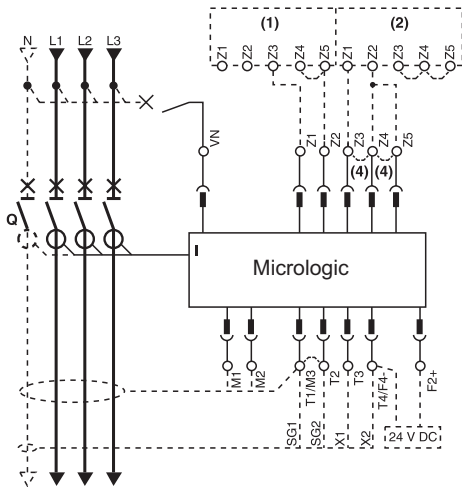 (1) (2)
Z1 Z2 Z3 Z4 Z5 Z1 Z2 Z3 Z4 Z5
N L1 L2 L3
VN Z1 Z2 Z3 Z4 Z5
(4) (4)
Q
I
Micrologic
M1 M2 T1/M3 T2 T3 T4/F4- F2+
SG1 SG2 X1 X2
24 V DC